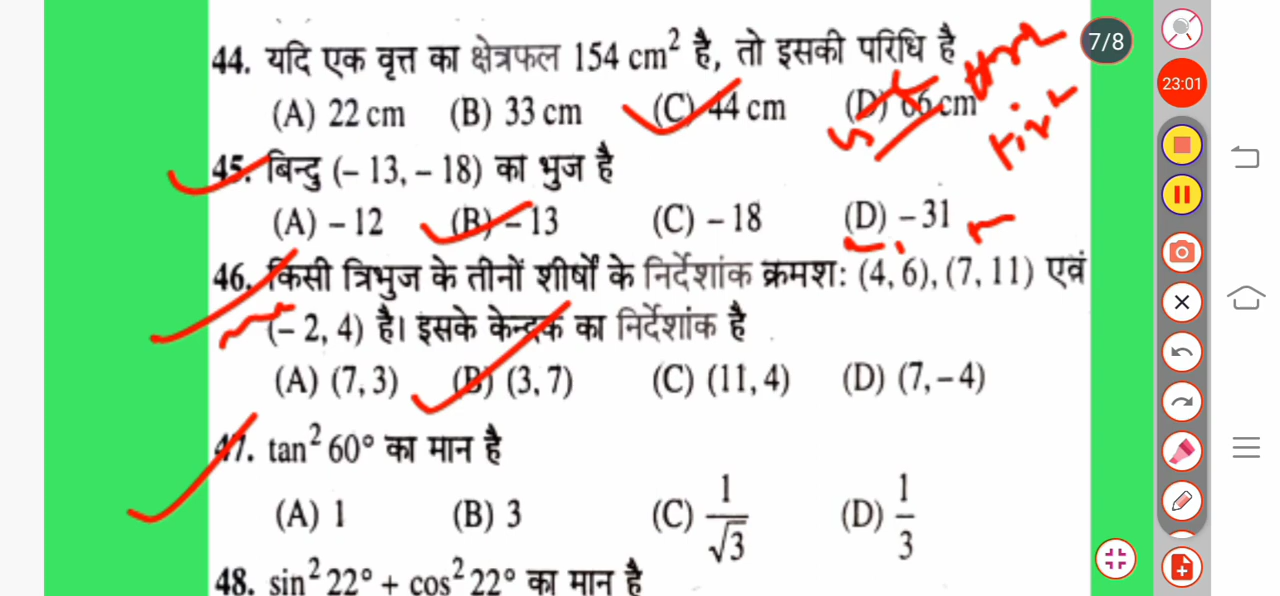 44. यदि एक वृत्त का क्षेत्रफल 154 cm² है, तो इसकी परिधि है
(A) 22 cm (B) 33 cm (C) 44 cm (D) 66 cm
45. बिन्दु (– 13, – 18) का भुज है
(A) – 12 (B) – 13 (C) – 18 (D) – 31
46. किसी त्रिभुज के तीनों शीर्षों के निर्देशांक क्रमशः (4, 6), (7, 11) एवं
(– 2, 4) है। इसके केन्द्रक का निर्देशांक है
(A) (7, 3) (B) (3, 7) (C) (11, 4) (D) (7, – 4)
47. tan² 60° का मान है
(A) 1 (B) 3 (C) 1/√3 (D) 1/3
48. sin² 22° + cos² 22° का मान है
7/8
23:01